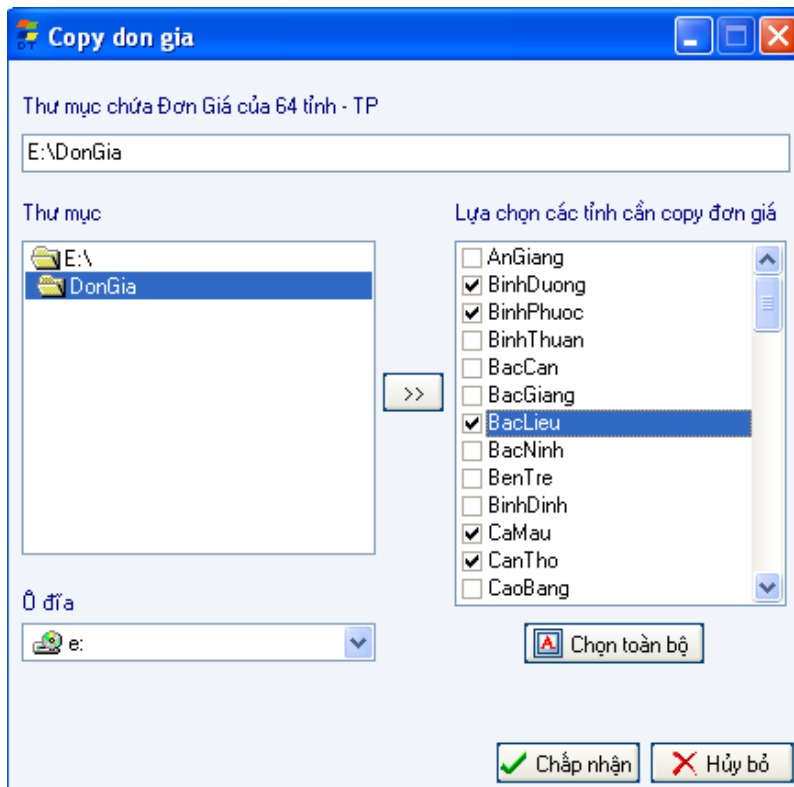 Copy don gia
Thư mục chứa Đơn Giá của 64 tỉnh - TP
E:\DonGia
Thư mục
E:\
DonGia
>>
Ô đĩa
e:
Lựa chọn các tỉnh cần copy đơn giá
AnGiang
BinhDuong
BinhPhuoc
BinhThuan
BacCan
BacGiang
BacLieu
BacNinh
BenTre
BinhDinh
CaMau
CanTho
CaoBang
Chọn toàn bộ
Chấp nhận
Hủy bỏ